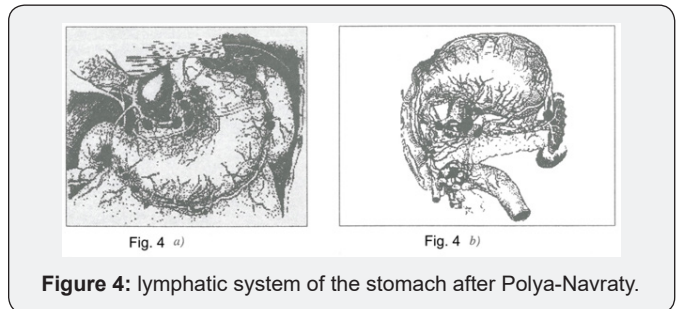 Fig. 4 a)
Fig. 4 b)
Figure 4: lymphatic system of the stomach after Polya-Navraty.